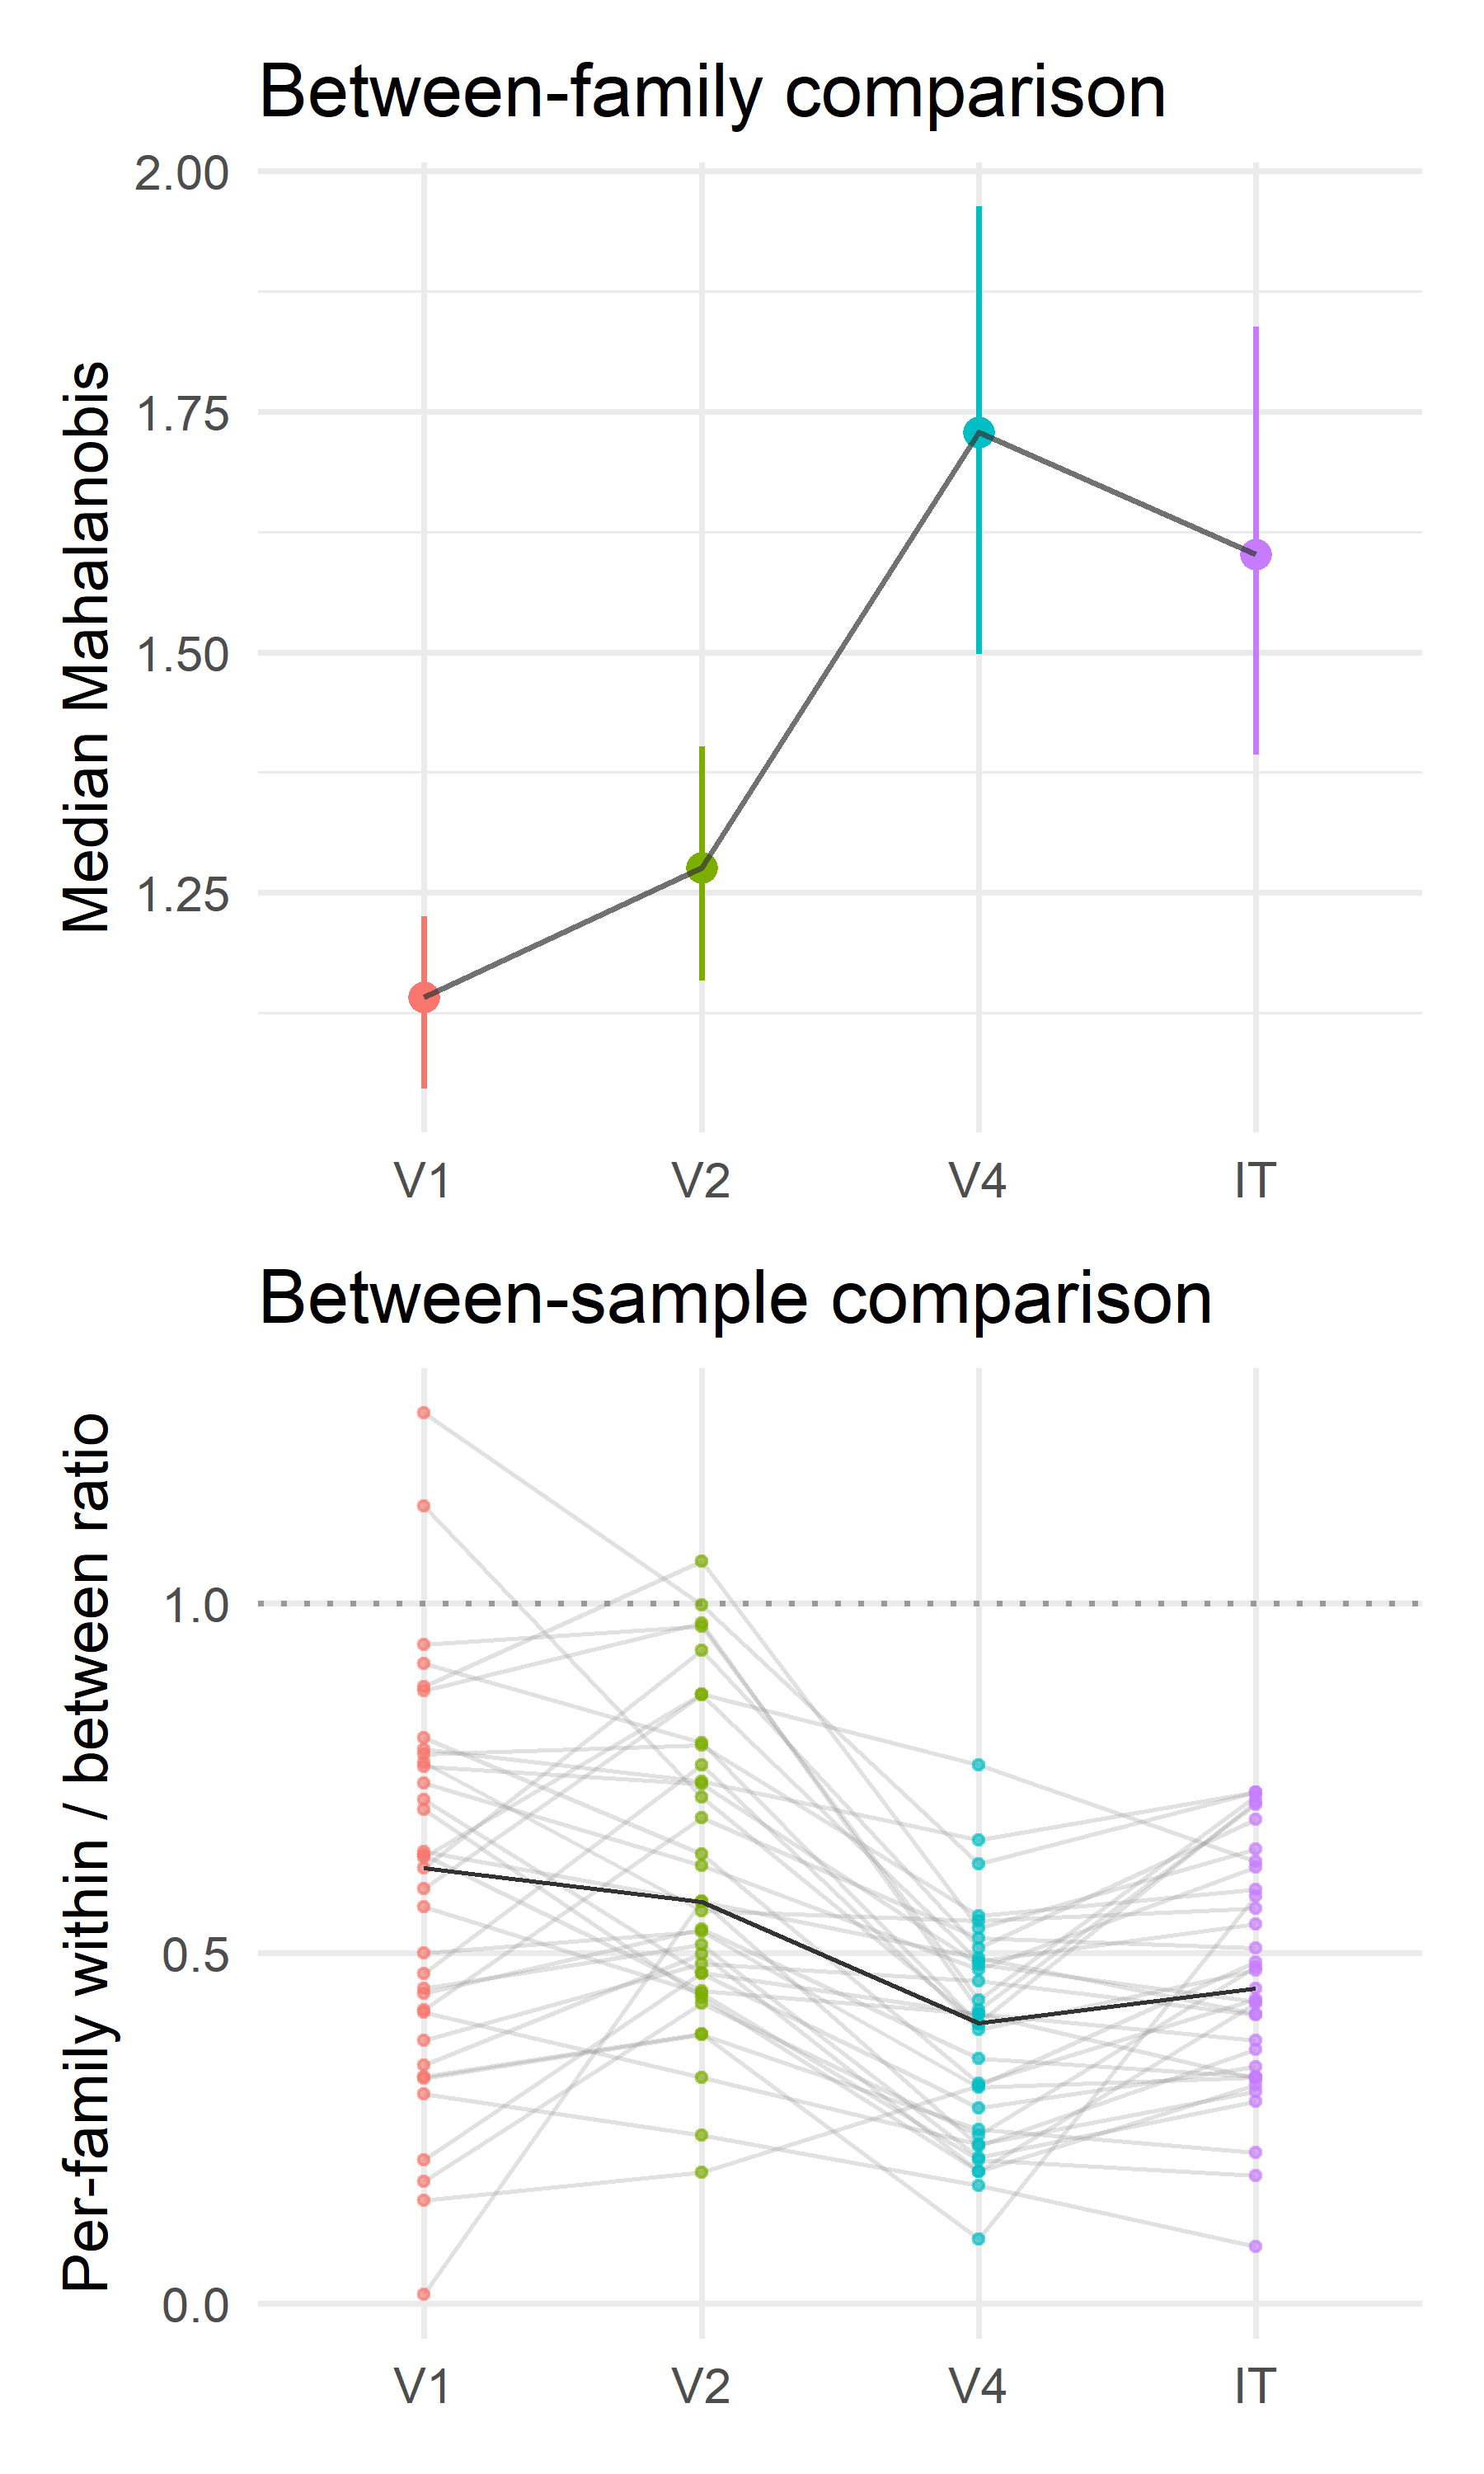 Between-family comparison
Median Mahalanobis
2.00
1.75
1.50
1.25
V1 V2 V4 IT
Between-sample comparison
Per-family within / between ratio
1.0
0.5
0.0
V1 V2 V4 IT